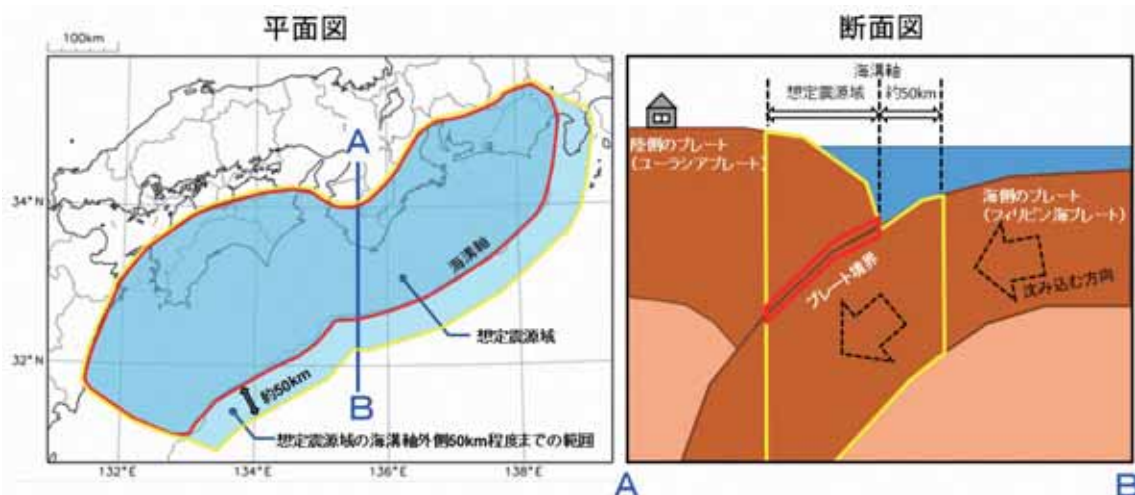 平面図
100km
A
34°N
海溝軸
想定震源域
32°N
約50km
B
想定震源域の海溝軸外側50km程度までの範囲
132°E
134°E
136°E
138°E
断面図
海溝軸
想定震源域
約50km
陸側のプレート
(ユーラシアプレート)
海側のプレート
(フィリピン海プレート)
プレート境界
沈み込む方向
A
B